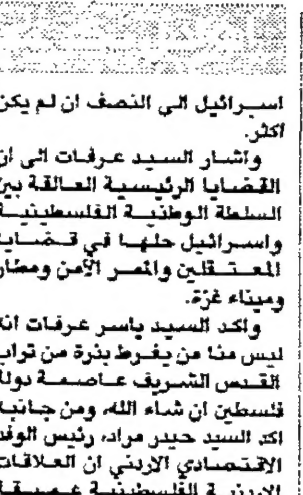 اسرائيل الى النصف ان لم يكن
اكثر.
واشار السيد عرفات الى ان
القضايا الرئيسية العالقة بين
السلطة الوطنية الفلسطينية
واسرائيل حلها في قضايا
المعتقلين والممر الآمن ومطار
وميناء غزة.
واكد السيد ياسر عرفات انه
ليس منا من يفرط بذرة من تراب
القدس الشريف عاصمة دولة
فلسطين ان شاء الله، ومن جانبه
اكد السيد حيدر مراد، رئيس الوفد
الاقتصادي الاردني ان العلاقات
الاردنية الفلسطينية عميقة